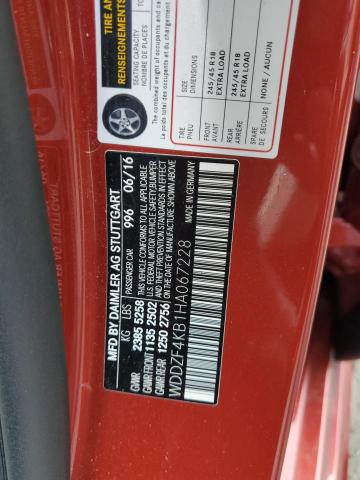 TIRE AN
RENSEIGNEMENTS
SEATING CAPACITY
NOMBRE DE PLACES
The combined weight of occupants and
Le poids total des occupants et du chargement
TIRE SIZE
PNEU DIMENSIONS
FRONT 245/45 R18
AVANT EXTRA LOAD
REAR 245/45 R18
ARRIÈRE EXTRA LOAD
SPARE NONE / AUCUN
DE SECOURS
MFD BY DAIMLER AG STUTTGART
KG LBS PASSENGER CAR 996 06/16
GVWR 2385 5258 THIS VEHICLE CONFORMS TO ALL APPLICABLE
GAWR FRONT 1135 2502 U.S. FEDERAL MOTOR VEHICLE SAFETY, BUMPER
GAWR REAR 1250 2756 AND THEFT PREVENTION STANDARDS IN EFFECT
ON THE DATE OF MANUFACTURE SHOWN ABOVE
WDDZF4KB1HA067228 MADE IN GERMANY